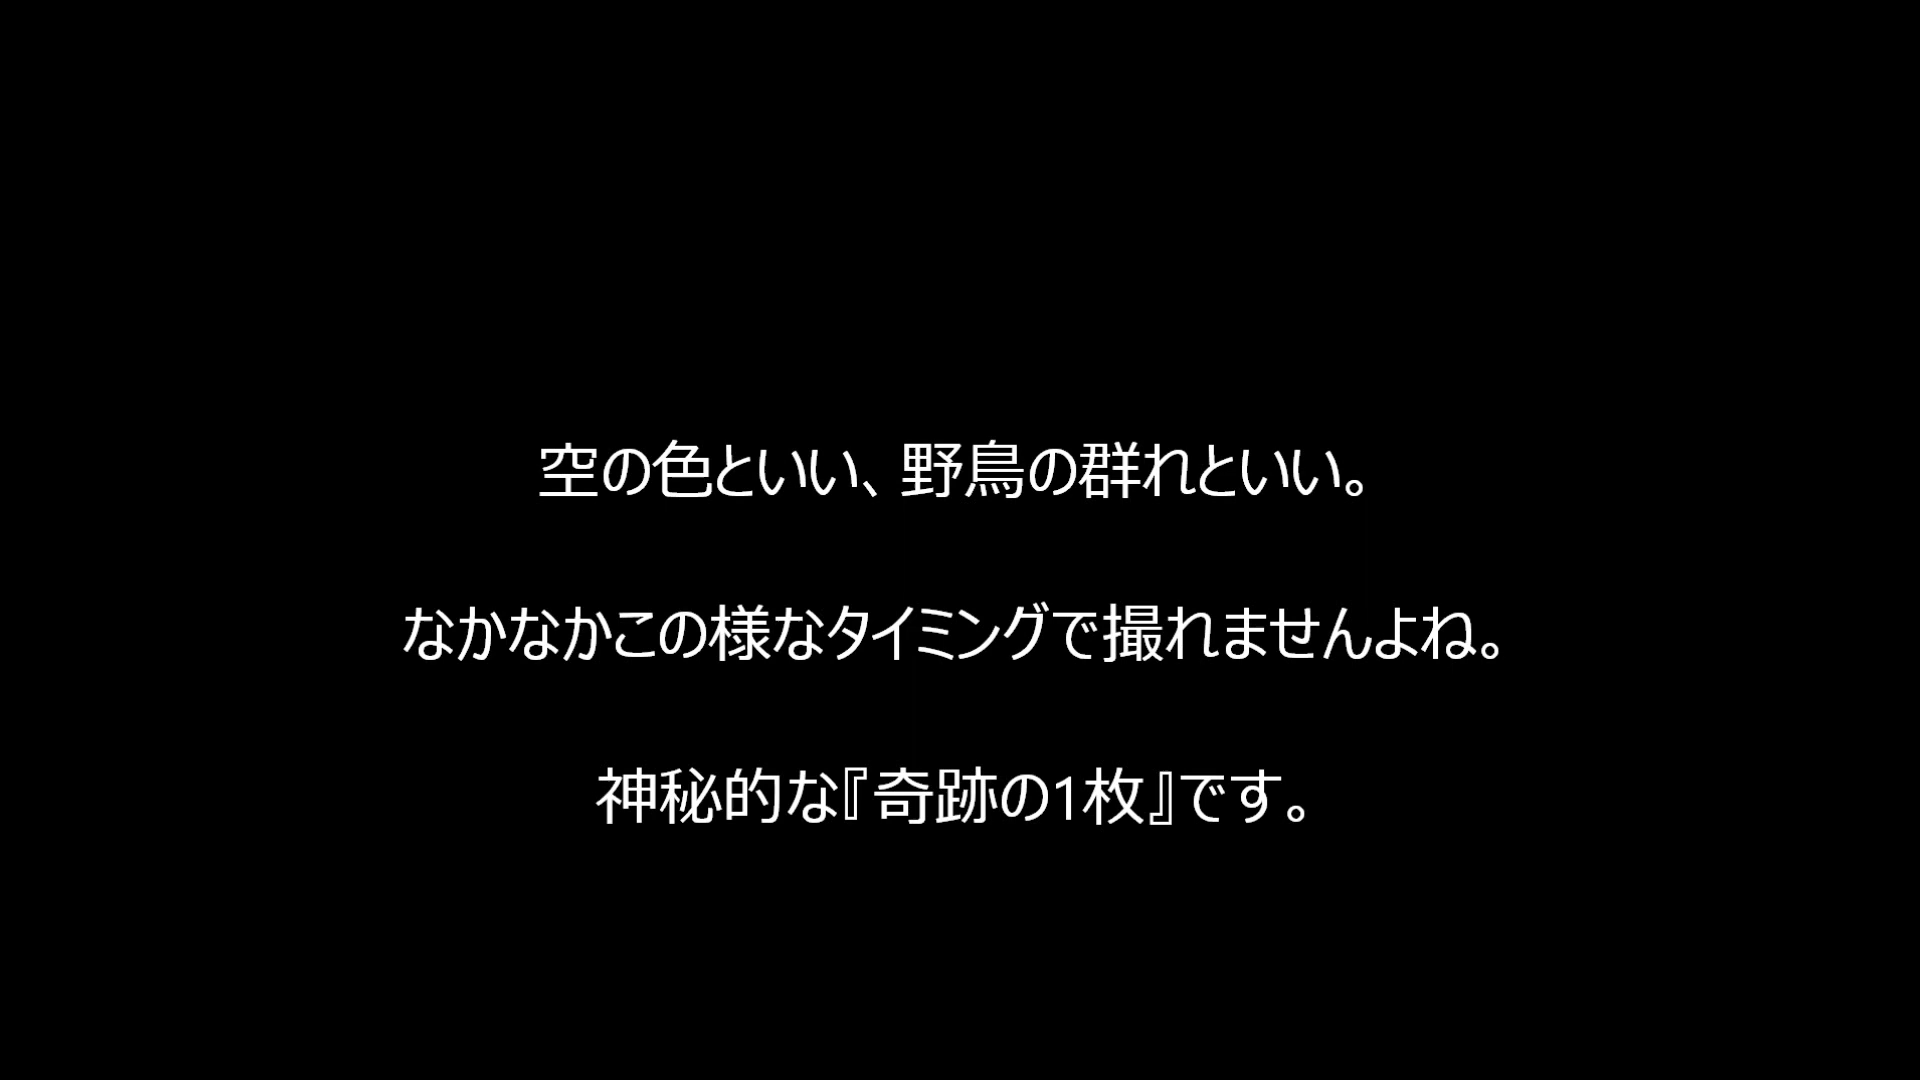 空の色といい、野鳥の群れといい。
なかなかこの様なタイミングで撮れませんよね。
神秘的な『奇跡の1枚』です。